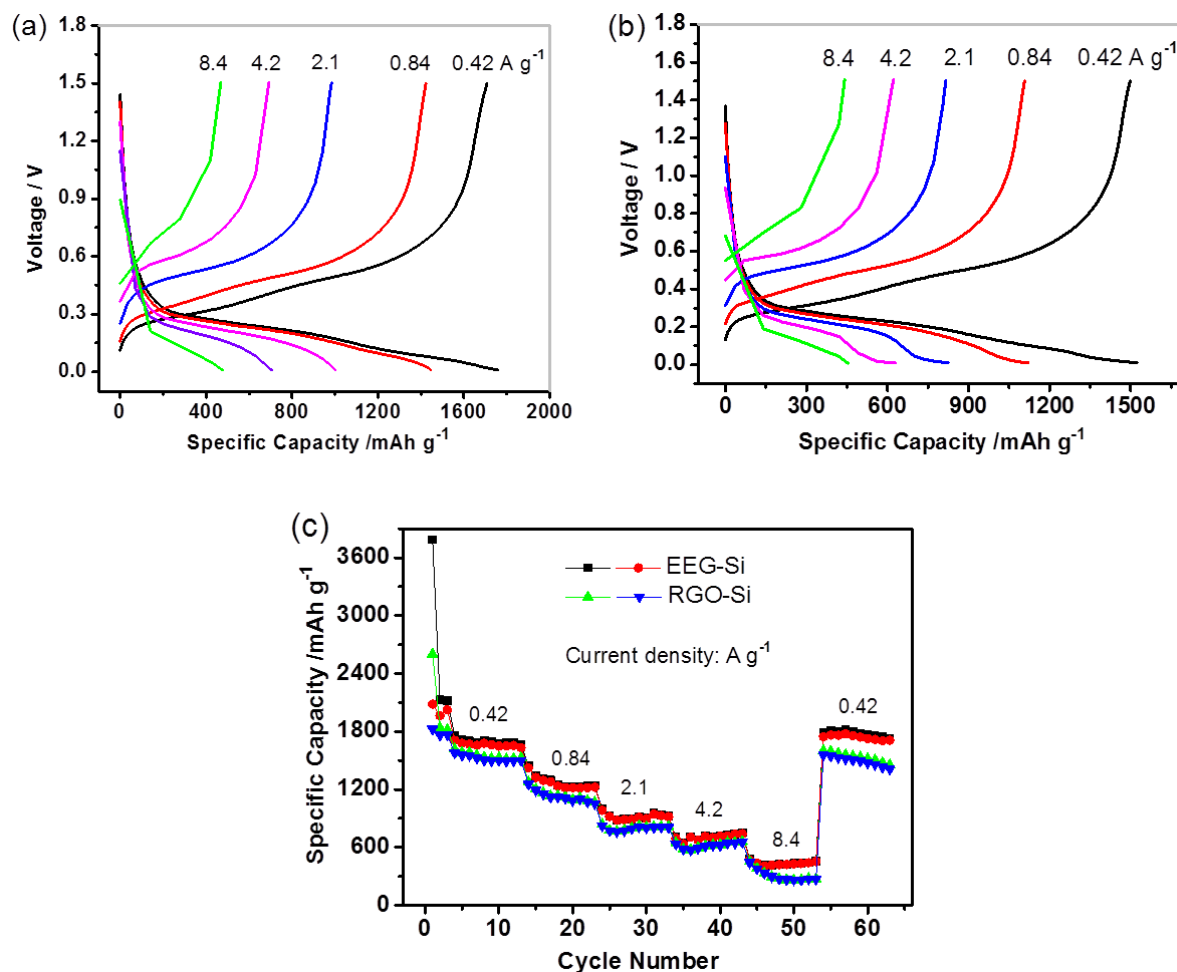 (a)
1.8
1.5
1.2
0.9
0.6
0.3
0.0
Voltage / V
8.4 4.2 2.1 0.84 0.42 A g-1
0 400 800 1200 1600 2000
Specific Capacity /mAh g-1
(b)
1.8
1.6
1.4
1.2
1.0
0.8
0.6
0.4
0.2
0.0
Voltage / V
8.4 4.2 2.1 0.84 0.42 A g-1
0 300 600 900 1200 1500
Specific Capacity /mAh g-1
(c)
3600
3000
2400
1800
1200
600
0
Specific Capacity /mAh g-1
EEG-Si
RGO-Si
Current density: A g-1
0.42
0.84
2.1
4.2
8.4
0.42
0 10 20 30 40 50 60
Cycle Number